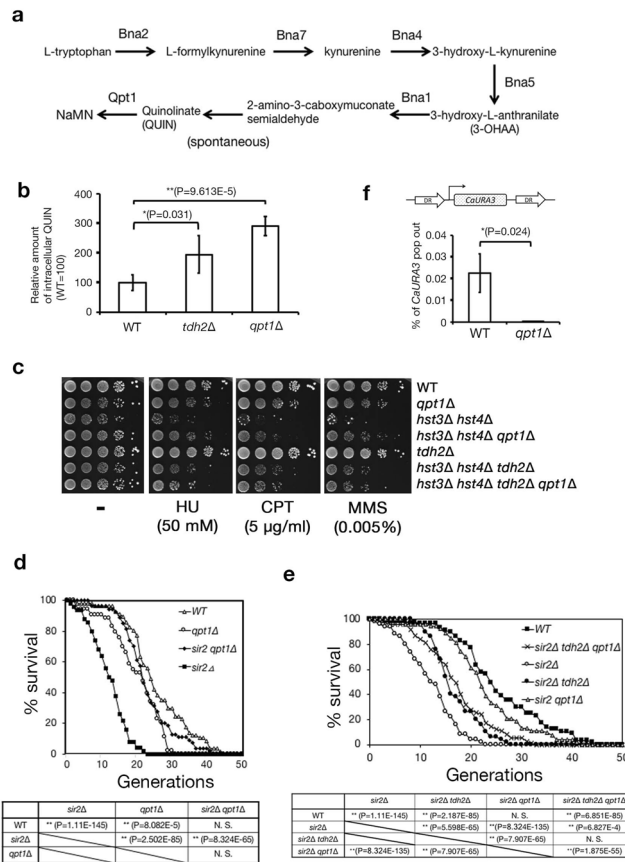 a
L-tryptophan Bna2 L-formylkynurenine Bna7 kynurenine Bna4 3-hydroxy-L-kynurenine
Bna5
NaMN Qpt1 Quinolinate (QUIN) 2-amino-3-caboxymuconate semialdehyde Bna1 3-hydroxy-L-anthranilate (3-OHAA)
(spontaneous)
b
Relative amount of intracellular QUIN (WT=100)
400
300
200
100
0
**(P=9.613E-5)
*(P=0.031)
WT tdh2Δ qpt1Δ
f
DR CaURA3 DR
*(P=0.024)
% of CaURA3 pop out
0.04
0.03
0.02
0.01
0
WT qpt1Δ
c
WT
qpt1Δ
hst3Δ hst4Δ
hst3Δ hst4Δ qpt1Δ
tdh2Δ
hst3Δ hst4Δ tdh2Δ
hst3Δ hst4Δ tdh2Δ qpt1Δ
- HU CPT MMS
(50 mM) (5 µg/ml) (0.005%)
d
% survival
100
80
60
40
20
0
0 10 20 30 40 50
Generations
WT
qpt1Δ
sir2 qpt1Δ
sir2Δ
sir2Δ qpt1Δ sir2Δ qpt1Δ
WT ** (P=1.11E-145) ** (P=8.082E-5) N. S.
sir2Δ ** (P=2.502E-85) ** (P=8.324E-65)
qpt1Δ N. S.
e
% survival
100
80
60
40
20
0
0 10 20 30 40 50
Generations
WT
sir2Δ tdh2Δ qpt1Δ
sir2Δ
sir2Δ tdh2Δ
sir2 qpt1Δ
sir2Δ sir2Δ tdh2Δ sir2Δ qpt1Δ sir2Δ tdh2Δ qpt1Δ
WT ** (P=1.11E-145) ** (P=2.187E-85) N. S. ** (P=6.851E-85)
sir2Δ ** (P=5.598E-65) **(P=8.324E-135) ** (P=6.827E-4)
sir2Δ tdh2Δ ** (P=7.907E-65) N. S.
sir2Δ qpt1Δ **(P=8.324E-135) ** (P=7.907E-65) **(P=1.875E-55)